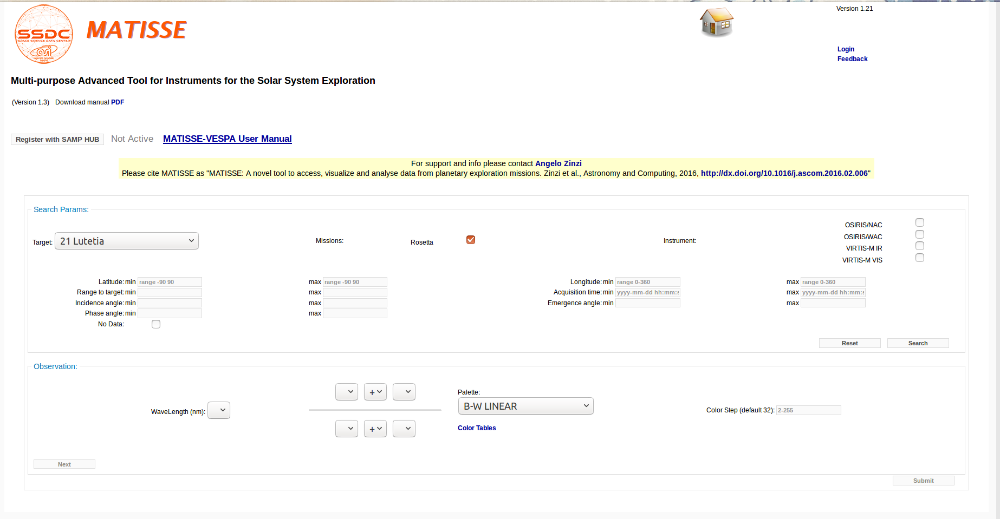 Version 1.21
SSDC
SPACE SCIENCE DATA CENTER
asi
agenzia spaziale
italiana
MATISSE
Login
Feedback
Multi-purpose Advanced Tool for Instruments for the Solar System Exploration
(Version 1.3) Download manual PDF
Register with SAMP HUB Not Active MATISSE-VESPA User Manual
For support and info please contact Angelo Zinzi
Please cite MATISSE as "MATISSE: A novel tool to access, visualize and analyse data from planetary exploration missions. Zinzi et al., Astronomy and Computing, 2016, http://dx.doi.org/10.1016/j.ascom.2016.02.006"
Search Params:
Target: 21 Lutetia Missions: Rosetta Instrument:
OSIRIS/NAC
OSIRIS/WAC
VIRTIS-M IR
VIRTIS-M VIS
Latitude: min range -90 90 max range -90 90 Longitude: min range 0-360 max range 0-360
Range to target: min max Acquisition time: min yyyy-mm-dd hh:mm:s max yyyy-mm-dd hh:mm:s
Incidence angle: min max Emergence angle: min max
Phase angle: min max
No Data:
Reset Search
Observation:
+
Palette:
WaveLength (nm): B-W LINEAR Color Step (default 32): 2-255
+ Color Tables
Next
Submit